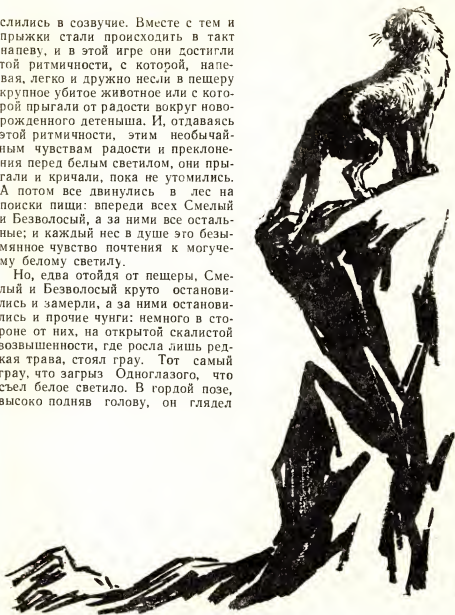 слились в созвучие. Вместе с тем и
прыжки стали происходить в такт
напеву, и в этой игре они достигли
той ритмичности, с которой, напе-
вая, легко и дружно несли в пещеру
крупное убитое животное или с кото-
рой прыгали от радости вокруг ново-
рожденного детеныша. И, отдаваясь
этой ритмичности, этим необычай-
ным чувствам радости и преклоне-
ния перед белым светилом, они пры-
гали и кричали, пока не утомились.
А потом все двинулись в лес на
поиски пищи: впереди всех Смелый
и Безволосый, а за ними все осталь-
ные; и каждый нес в душе это безы-
мянное чувство почтения к могуче-
му белому светилу.
Но, едва отойдя от пещеры, Сме-
лый и Безволосый круто останови-
лись и замерли, а за ними останови-
лись и прочие чунги: немного в сто-
роне от них, на открытой скалистой
возвышенности, где росла лишь ред-
кая трава, стоял грау. Тот самый
грау, что загрыз Одноглазого, что
съел белое светило. В гордой позе,
высоко подняв голову, он глядел